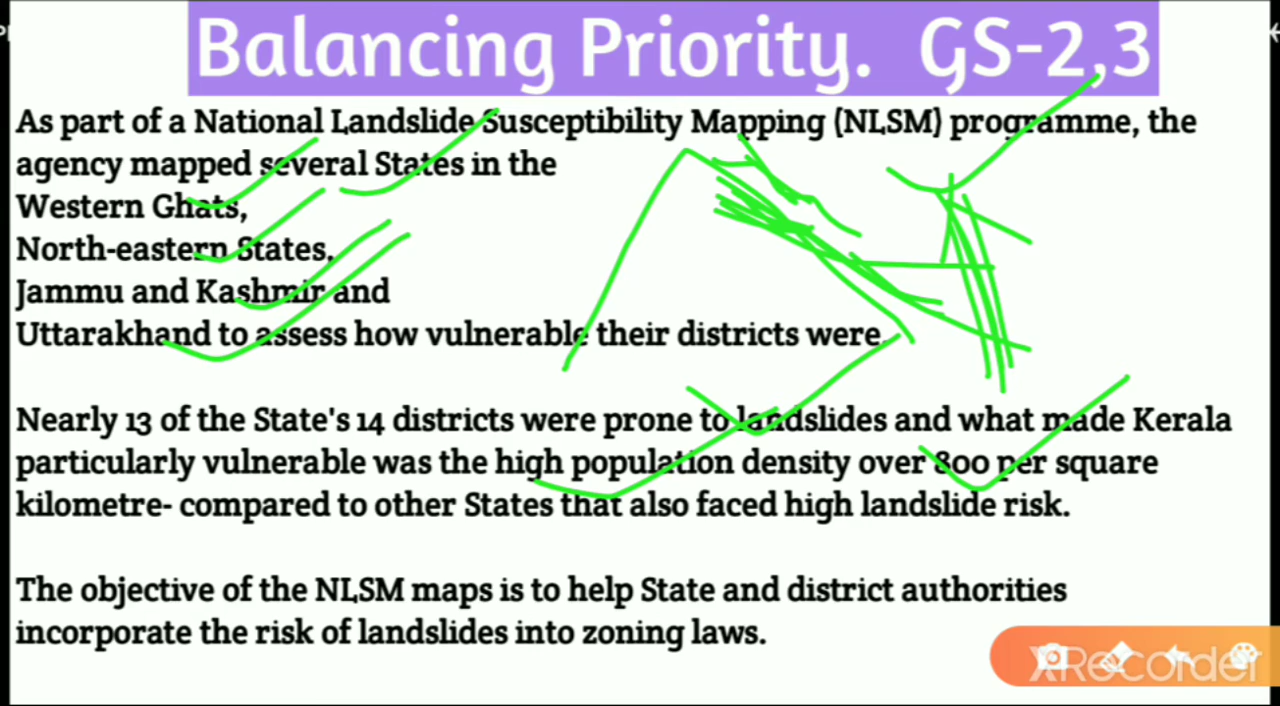 Balancing Priority. GS-2,3
As part of a National Landslide Susceptibility Mapping (NLSM) programme, the
agency mapped several States in the
Western Ghats,
North-eastern States,
Jammu and Kashmir and
Uttarakhand to assess how vulnerable their districts were.
Nearly 13 of the State's 14 districts were prone to landslides and what made Kerala
particularly vulnerable was the high population density over 800 per square
kilometre- compared to other States that also faced high landslide risk.
The objective of the NLSM maps is to help State and district authorities
incorporate the risk of landslides into zoning laws.
XRecorder